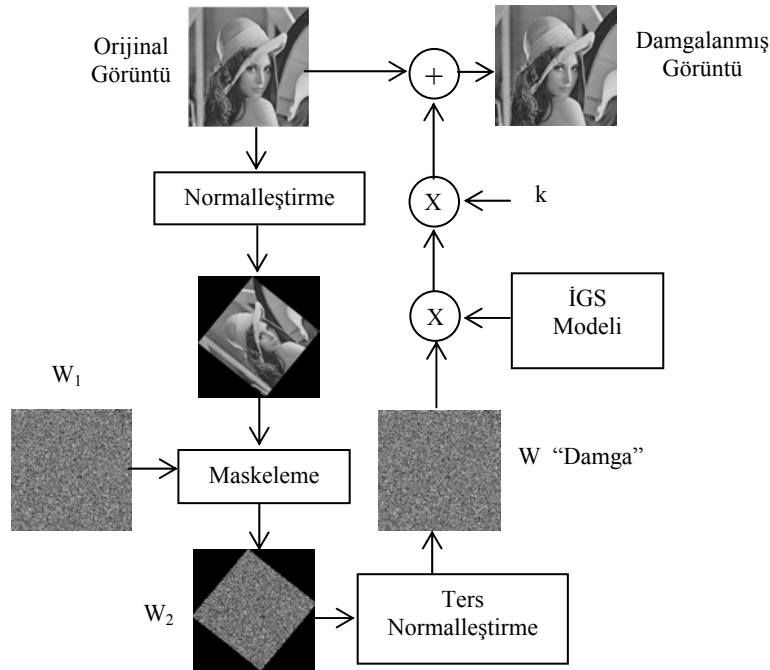 Orijinal
Görüntü
+
Damgalanmış
Görüntü
Normalleştirme
X
k
X
İGS
Modeli
W1
Maskeleme
W “Damga”
W2
Ters
Normalleştirme